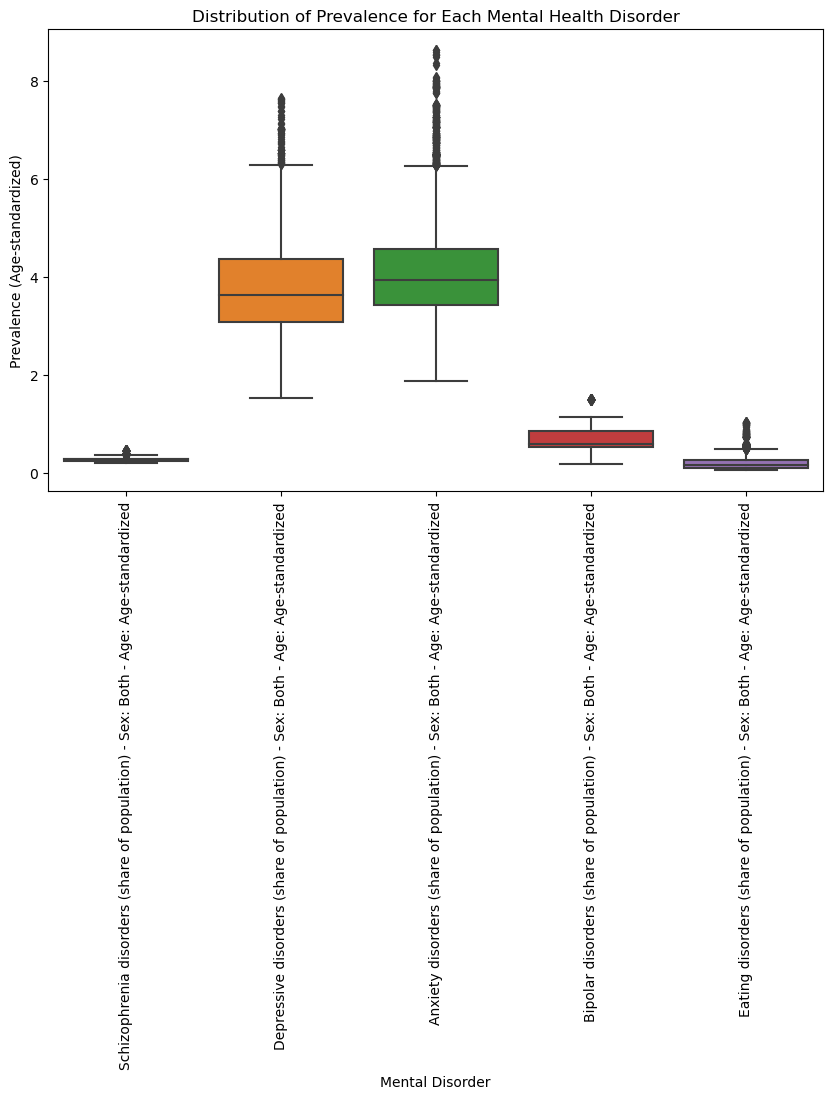 Distribution of Prevalence for Each Mental Health Disorder
Prevalence (Age-standardized)
8
6
4
2
0
Schizophrenia disorders (share of population) - Sex: Both - Age: Age-standardized
Depressive disorders (share of population) - Sex: Both - Age: Age-standardized
Anxiety disorders (share of population) - Sex: Both - Age: Age-standardized
Bipolar disorders (share of population) - Sex: Both - Age: Age-standardized
Eating disorders (share of population) - Sex: Both - Age: Age-standardized
Mental Disorder